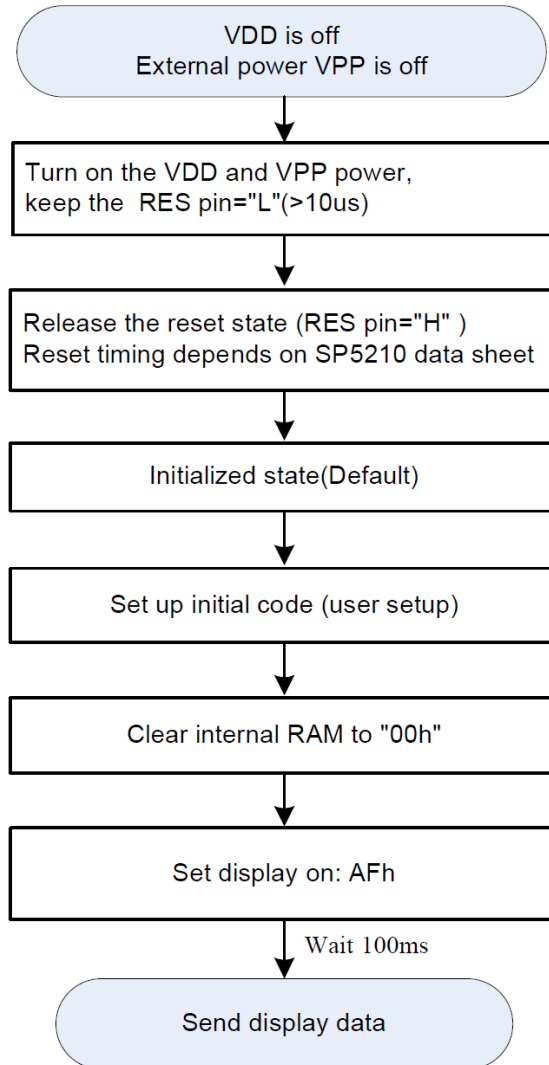 VDD is off
External power VPP is off
Turn on the VDD and VPP power,
keep the RES pin="L"(>10us)
Release the reset state (RES pin="H" )
Reset timing depends on SP5210 data sheet
Initialized state(Default)
Set up initial code (user setup)
Clear internal RAM to "00h"
Set display on: AFh
Wait 100ms
Send display data